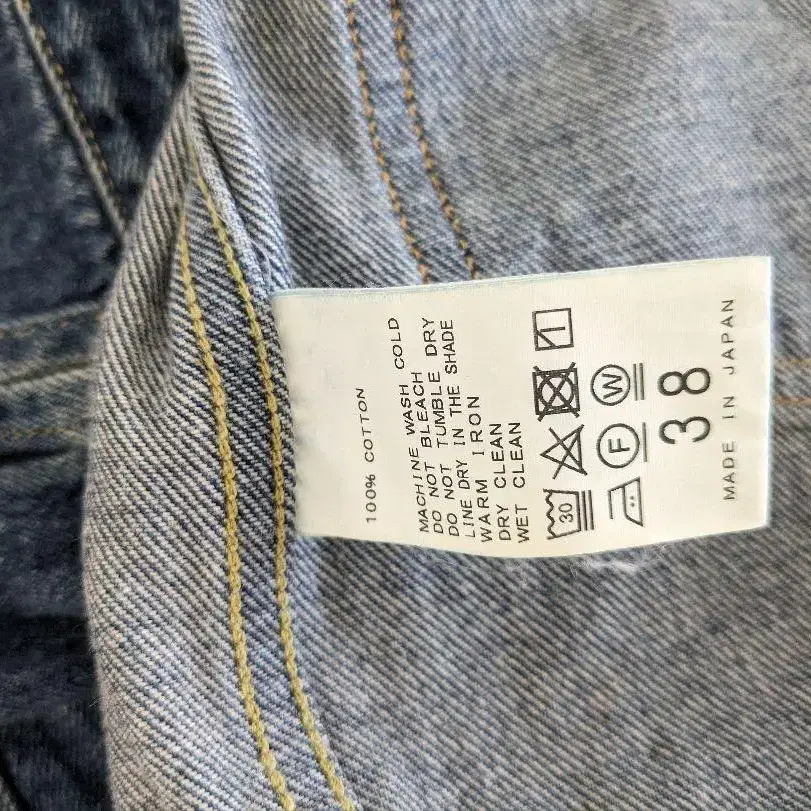 100% COTTON
MACHINE WASH COLD
DO NOT BLEACH
DO NOT TUMBLE DRY
LINE DRY IN THE SHADE
WARM IRON
DRY CLEAN
WET CLEAN
30
F W
38
MADE IN JAPAN